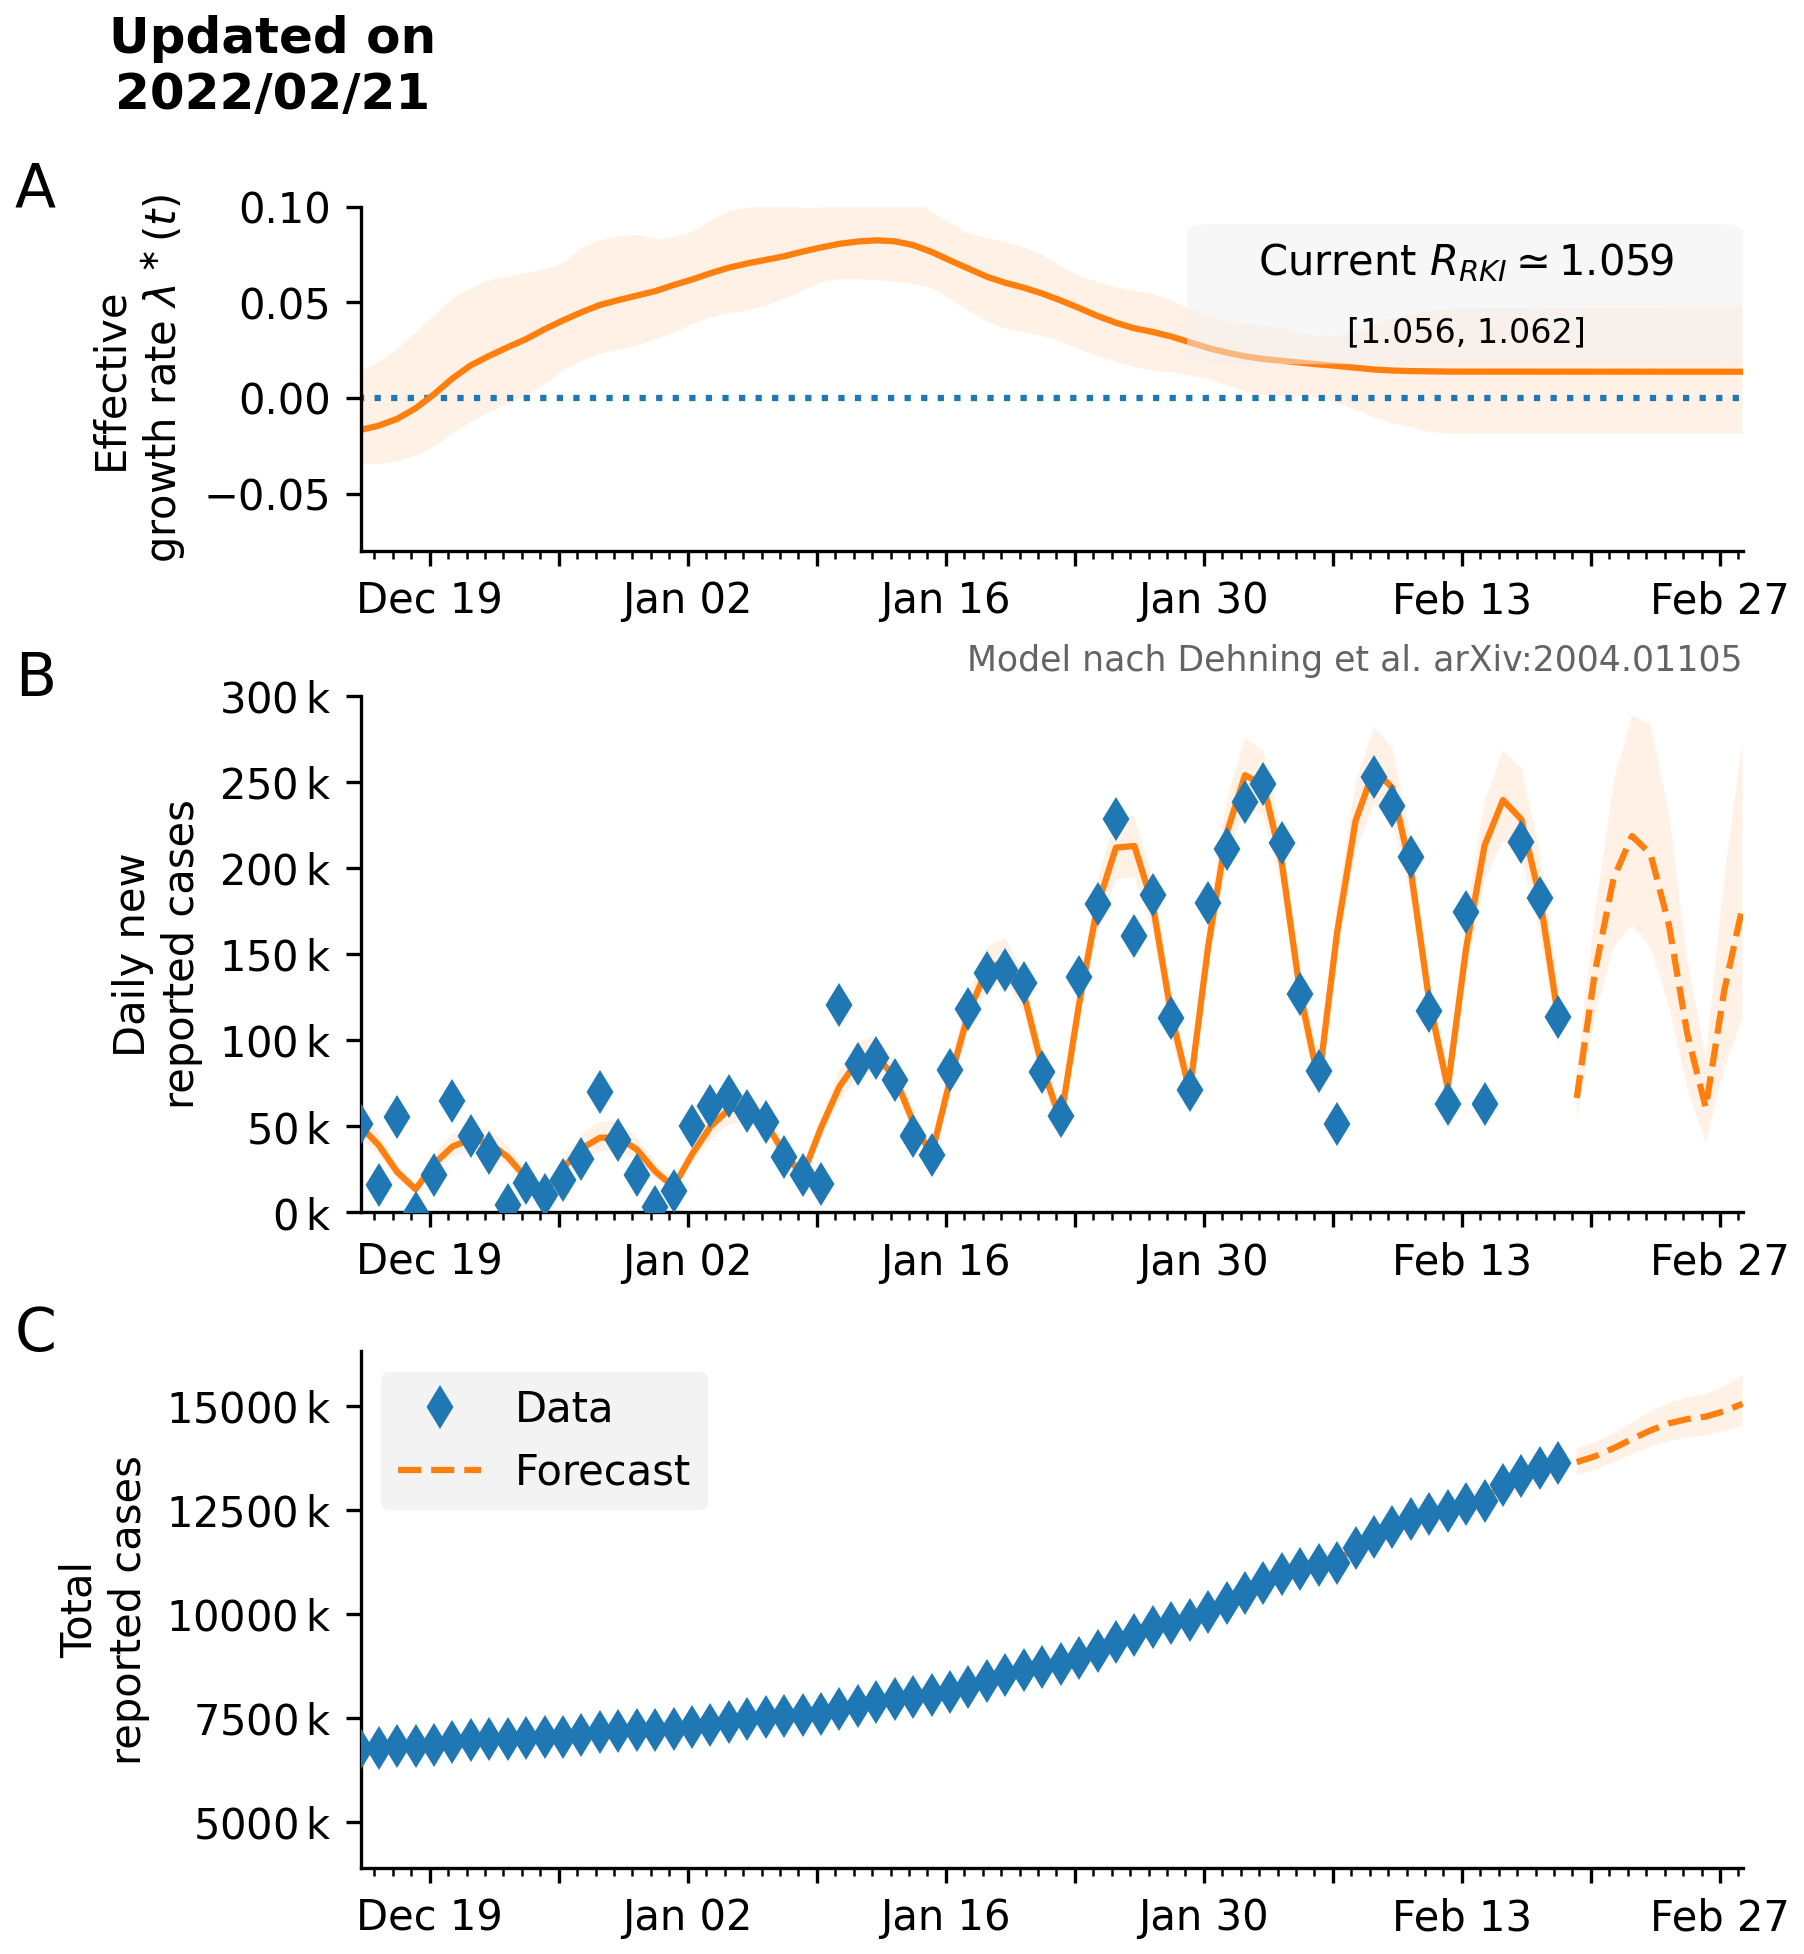 Updated on
2022/02/21
A
Effective
growth rate λ * (t)
0.10
0.05
0.00
−0.05
Current R_RKI ≃ 1.059
[1.056, 1.062]
Dec 19
Jan 02
Jan 16
Jan 30
Feb 13
Feb 27
Model nach Dehning et al. arXiv:2004.01105
B
Daily new
reported cases
300 k
250 k
200 k
150 k
100 k
50 k
0 k
Dec 19
Jan 02
Jan 16
Jan 30
Feb 13
Feb 27
C
Total
reported cases
15000 k
12500 k
10000 k
7500 k
5000 k
Data
Forecast
Dec 19
Jan 02
Jan 16
Jan 30
Feb 13
Feb 27